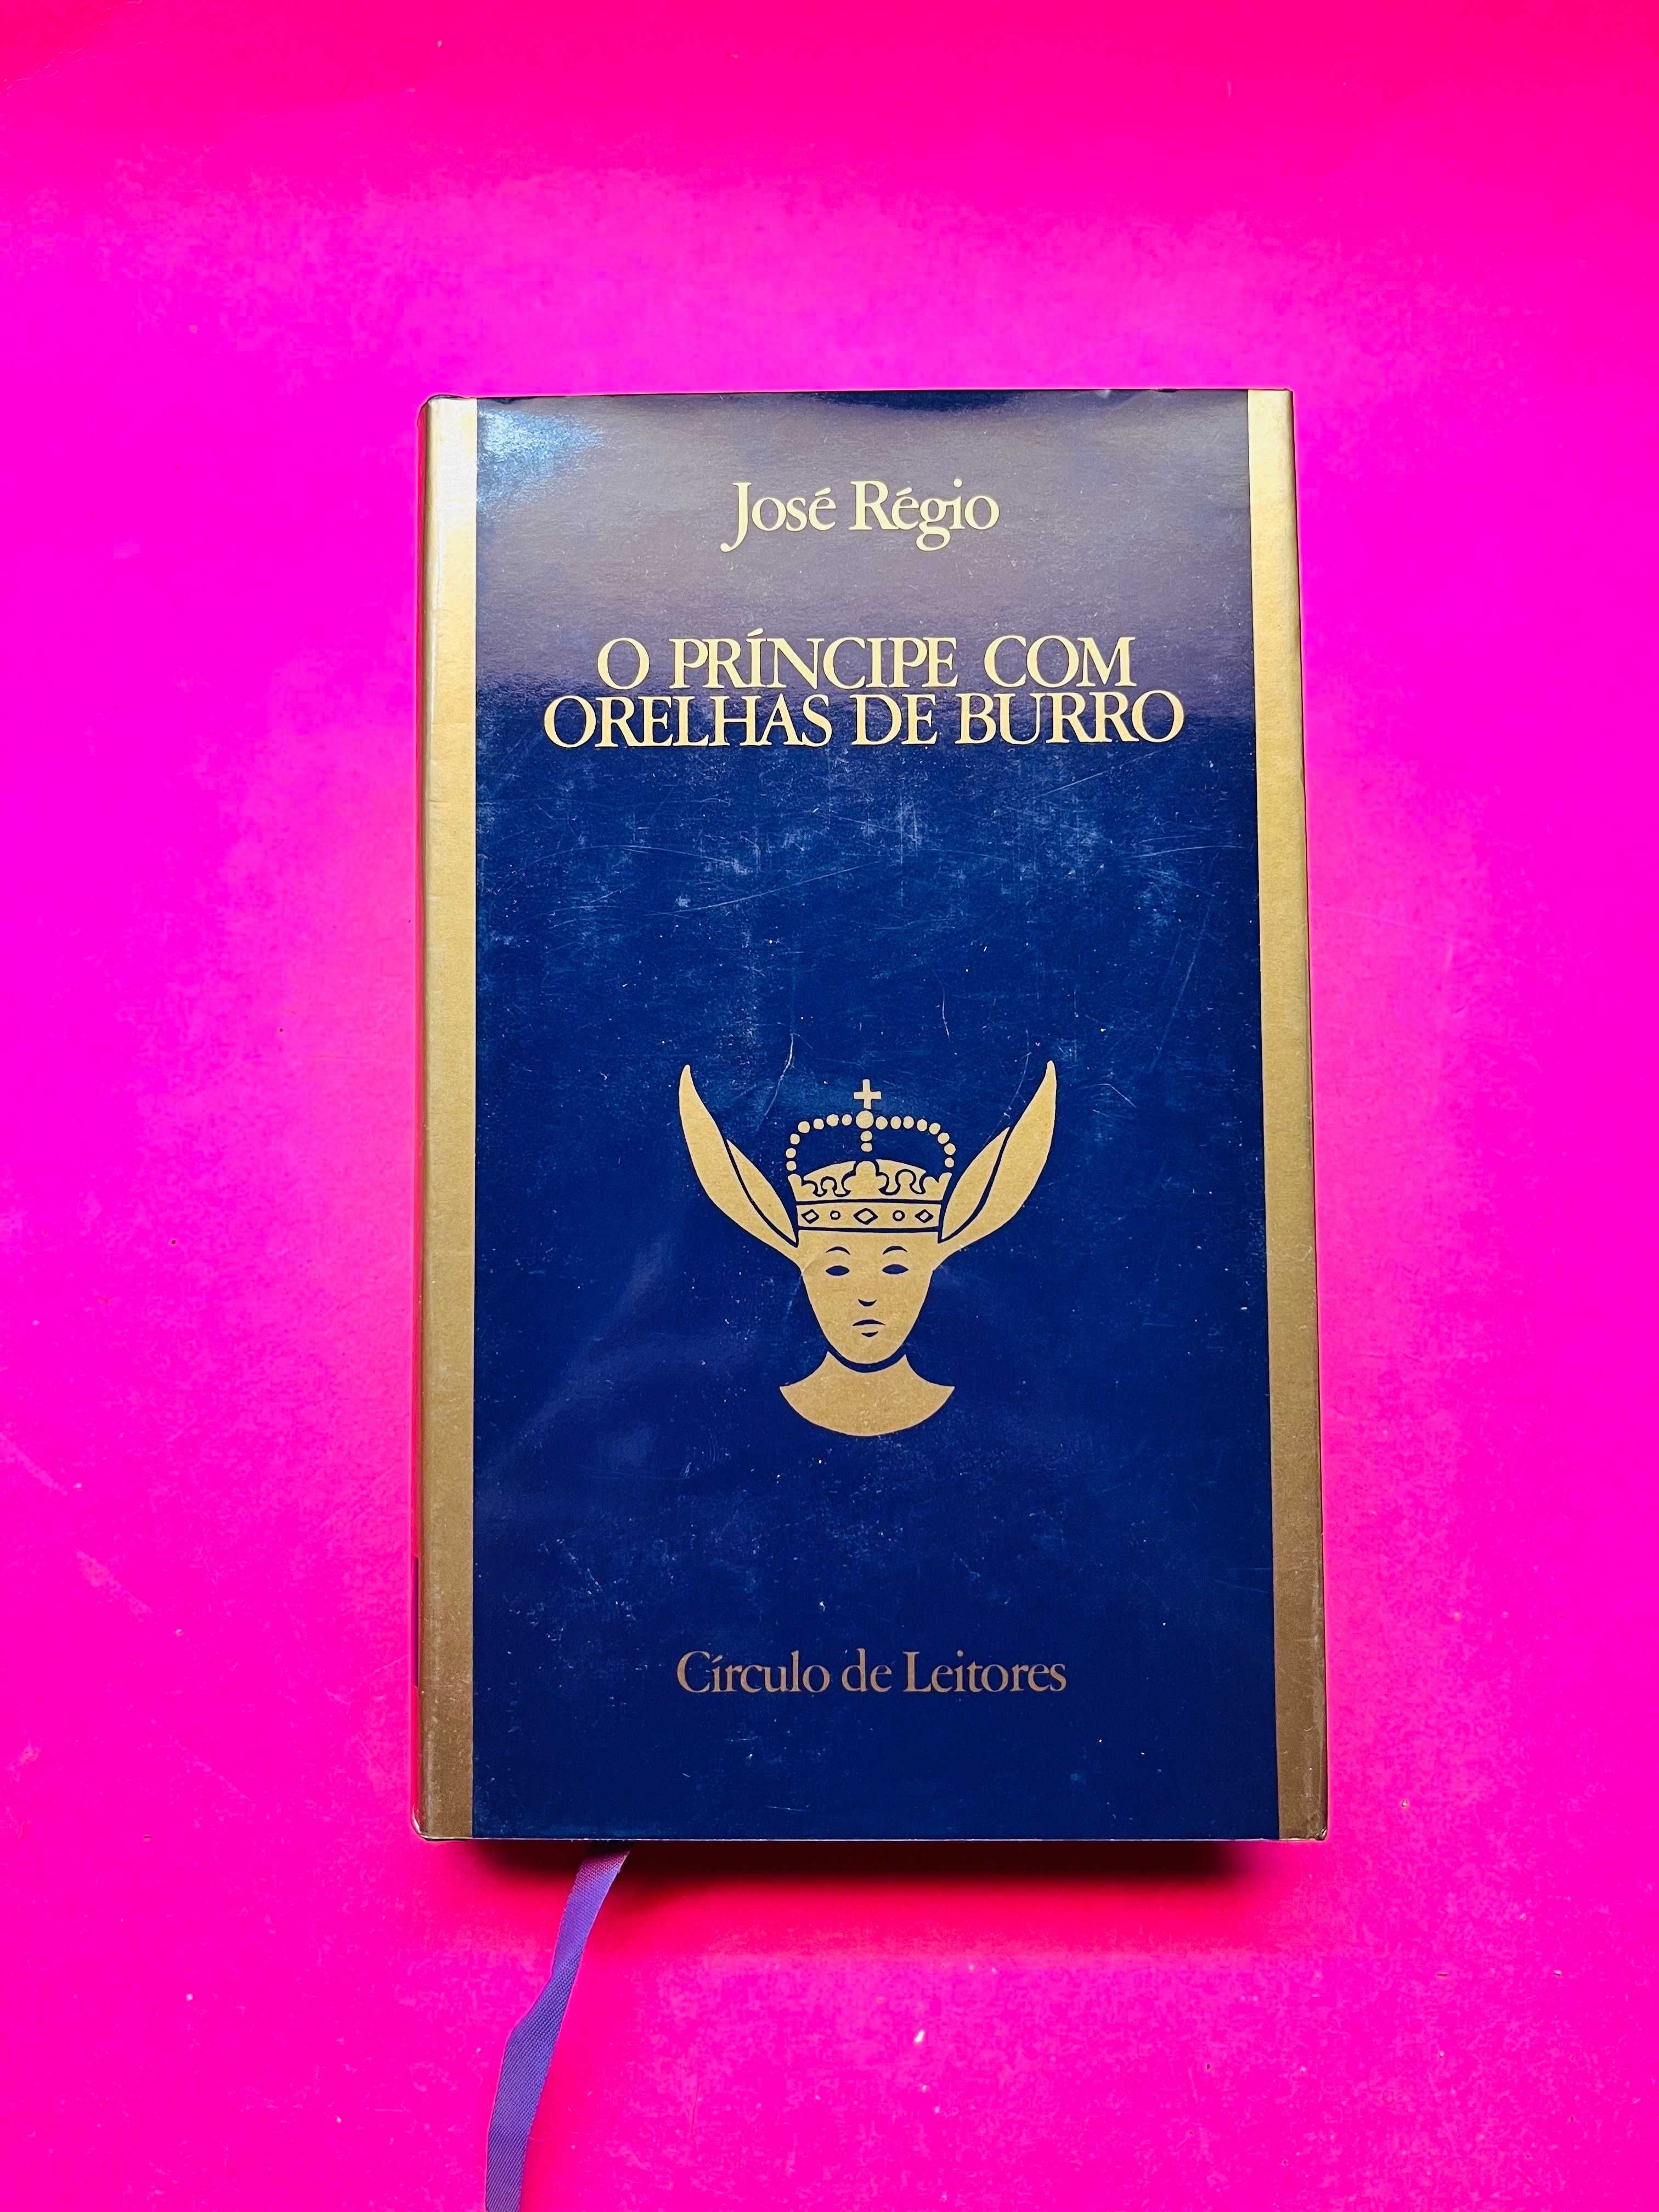 José Régio
O PRÍNCIPE COM
ORELHAS DE BURRO
Círculo de Leitores